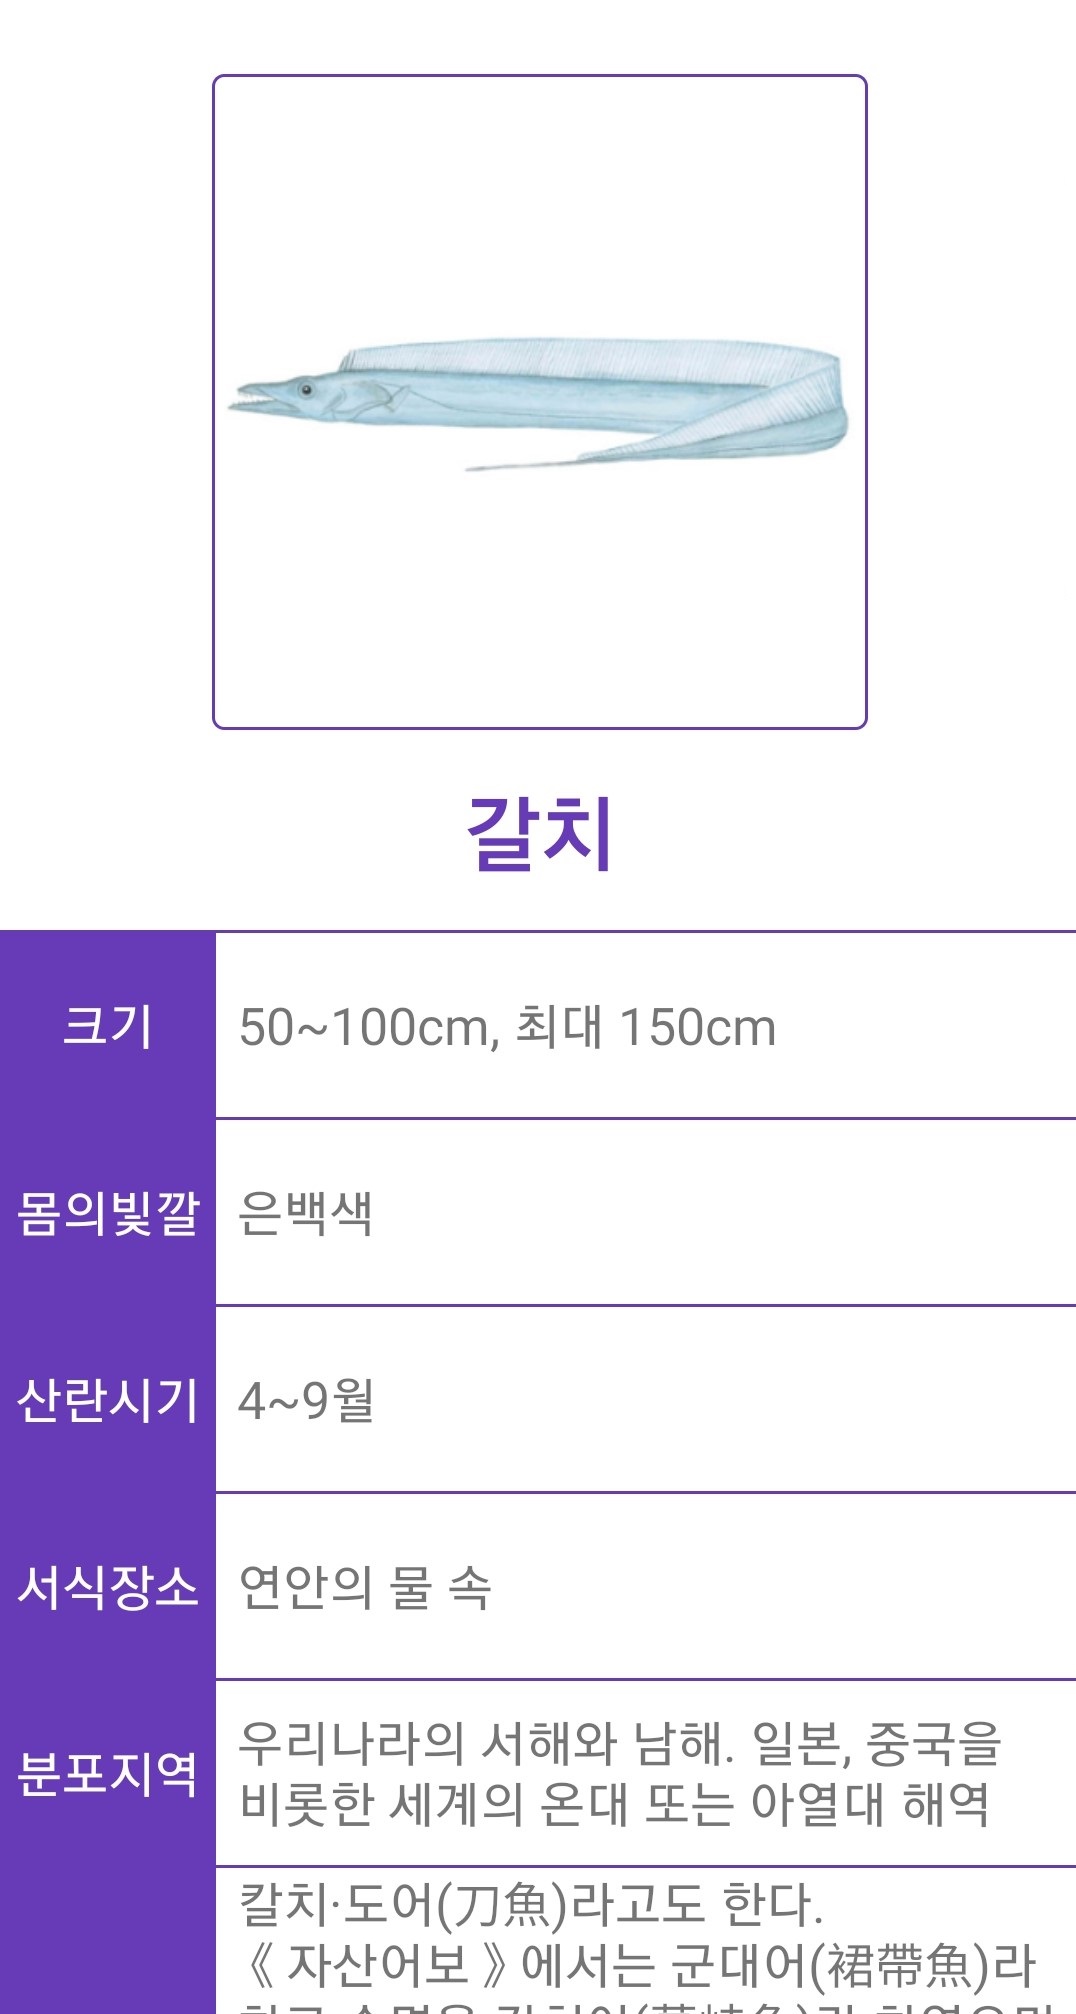 갈치
크기
50~100cm, 최대 150cm
몸의빛깔
은백색
산란시기
4~9월
서식장소
연안의 물 속
분포지역
우리나라의 서해와 남해. 일본, 중국을
비롯한 세계의 온대 또는 아열대 해역
칼치·도어(刀魚)라고도 한다.
《 자산어보 》에서는 군대어(裙帶魚)라